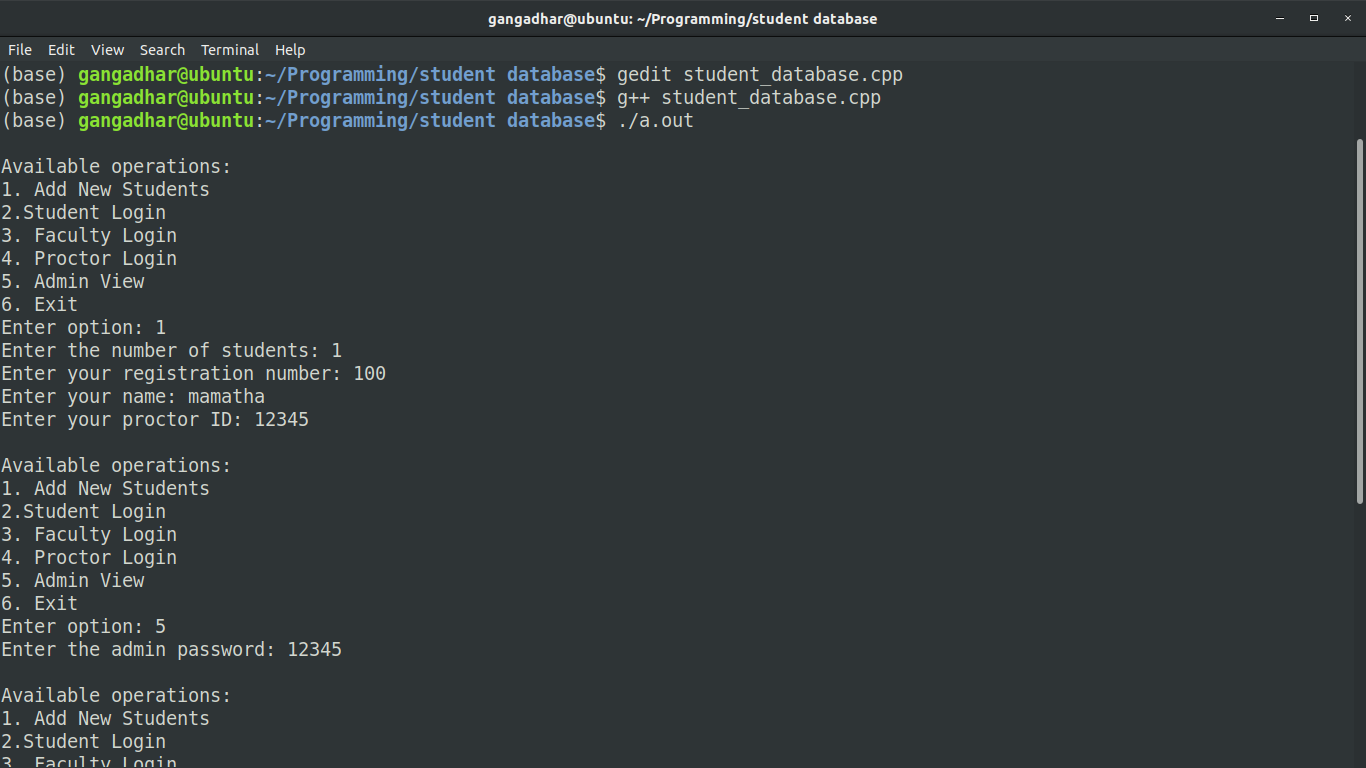 gangadhar@ubuntu: ~/Programming/student database
File Edit View Search Terminal Help
(base) gangadhar@ubuntu:~/Programming/student database$ gedit student_database.cpp
(base) gangadhar@ubuntu:~/Programming/student database$ g++ student_database.cpp
(base) gangadhar@ubuntu:~/Programming/student database$ ./a.out
Available operations:
1. Add New Students
2.Student Login
3. Faculty Login
4. Proctor Login
5. Admin View
6. Exit
Enter option: 1
Enter the number of students: 1
Enter your registration number: 100
Enter your name: mamatha
Enter your proctor ID: 12345
Available operations:
1. Add New Students
2.Student Login
3. Faculty Login
4. Proctor Login
5. Admin View
6. Exit
Enter option: 5
Enter the admin password: 12345
Available operations:
1. Add New Students
2.Student Login
3. Faculty Login